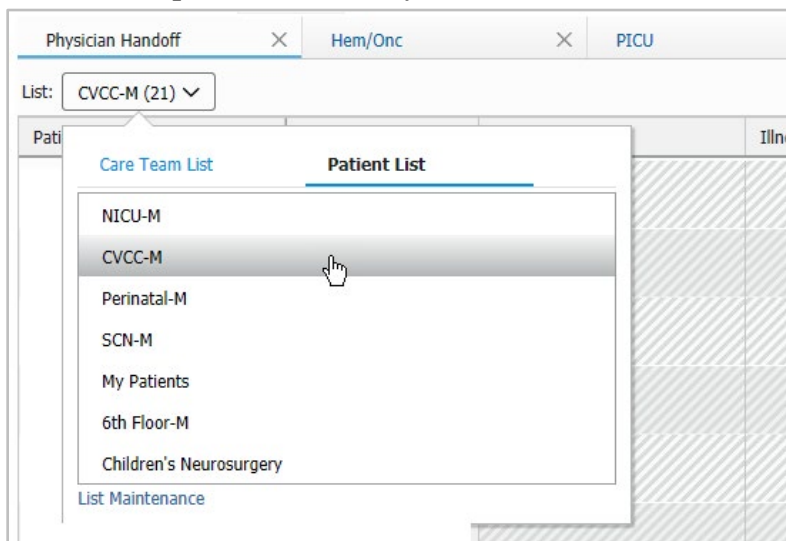 Physician Handoff Hem/Onc PICU
List: CVCC-M (21)
Pati Illn
Care Team List Patient List
NICU-M
CVCC-M
Perinatal-M
SCN-M
My Patients
6th Floor-M
Children's Neurosurgery
List Maintenance